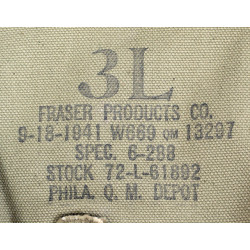 3L
FRASER PRODUCTS CO.
9-18-1941 W669 QM 13297
SPEC. 6-288
STOCK 72-L-61892
PHILA. Q. M. DEPOT